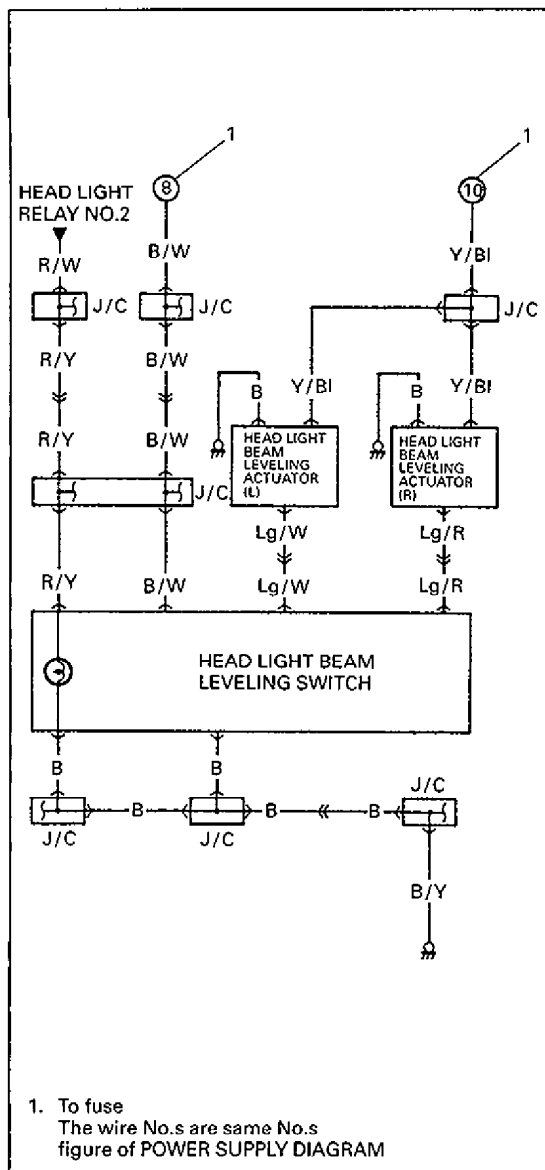 1
1
8
10
HEAD LIGHT
RELAY NO.2
R/W
B/W
Y/Bl
J/C
J/C
J/C
R/Y
B/W
B
Y/Bl
B
Y/Bl
R/Y
B/W
HEAD LIGHT
BEAM
LEVELING
ACTUATOR
(L)
HEAD LIGHT
BEAM
LEVELING
ACTUATOR
(R)
J/C
Lg/W
Lg/R
R/Y
B/W
Lg/W
Lg/R
HEAD LIGHT BEAM
LEVELING SWITCH
B
B
J/C
B
B
B
J/C
J/C
B/Y
1. To fuse
The wire No.s are same No.s
figure of POWER SUPPLY DIAGRAM